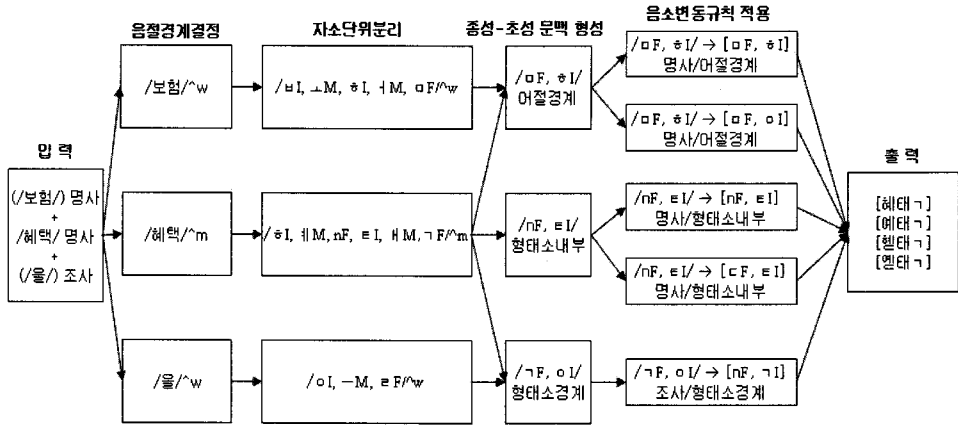 음절경계결정
자소단위분리
종성-초성 문맥 형성
음소변동규칙 적용
입 력
출 력
(/보험/) 명사
+
/혜택/ 명사
+
(/을/) 조사
/보험/^w
/혜택/^m
/을/^w
/ㅂI, ㅗM, ㅎI, ㅓM, ㅁF/^w
/ㅎI, ㅖM, nF, ㅌI, ㅐM, ㄱF/^m
/ㅇI, ㅡM, ㄹF/^w
/ㅁF, ㅎI/
어절경계
/nF, ㅌI/
형태소내부
/ㄱF, ㅇI/
형태소경계
/ㅁF, ㅎI/ → [ㅁF, ㅎI]
명사/어절경계
/ㅁF, ㅎI/ → [ㅁF, ㅇI]
명사/어절경계
/nF, ㅌI/ → [nF, ㅌI]
명사/형태소내부
/nF, ㅌI/ → [ㄷF, ㅌI]
명사/형태소내부
/ㄱF, ㅇI/ → [nF, ㄱI]
조사/형태소경계
[혜태ㄱ]
[예태ㄱ]
[혣태ㄱ]
[옏태ㄱ]